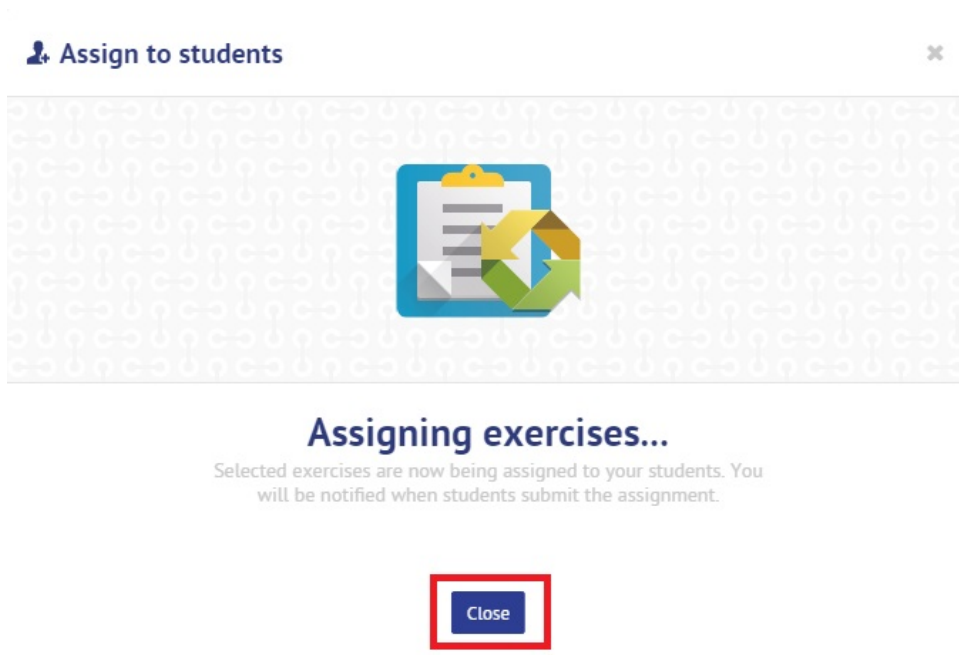 Assign to students
Assigning exercises...
Selected exercises are now being assigned to your students. You
will be notified when students submit the assignment.
Close